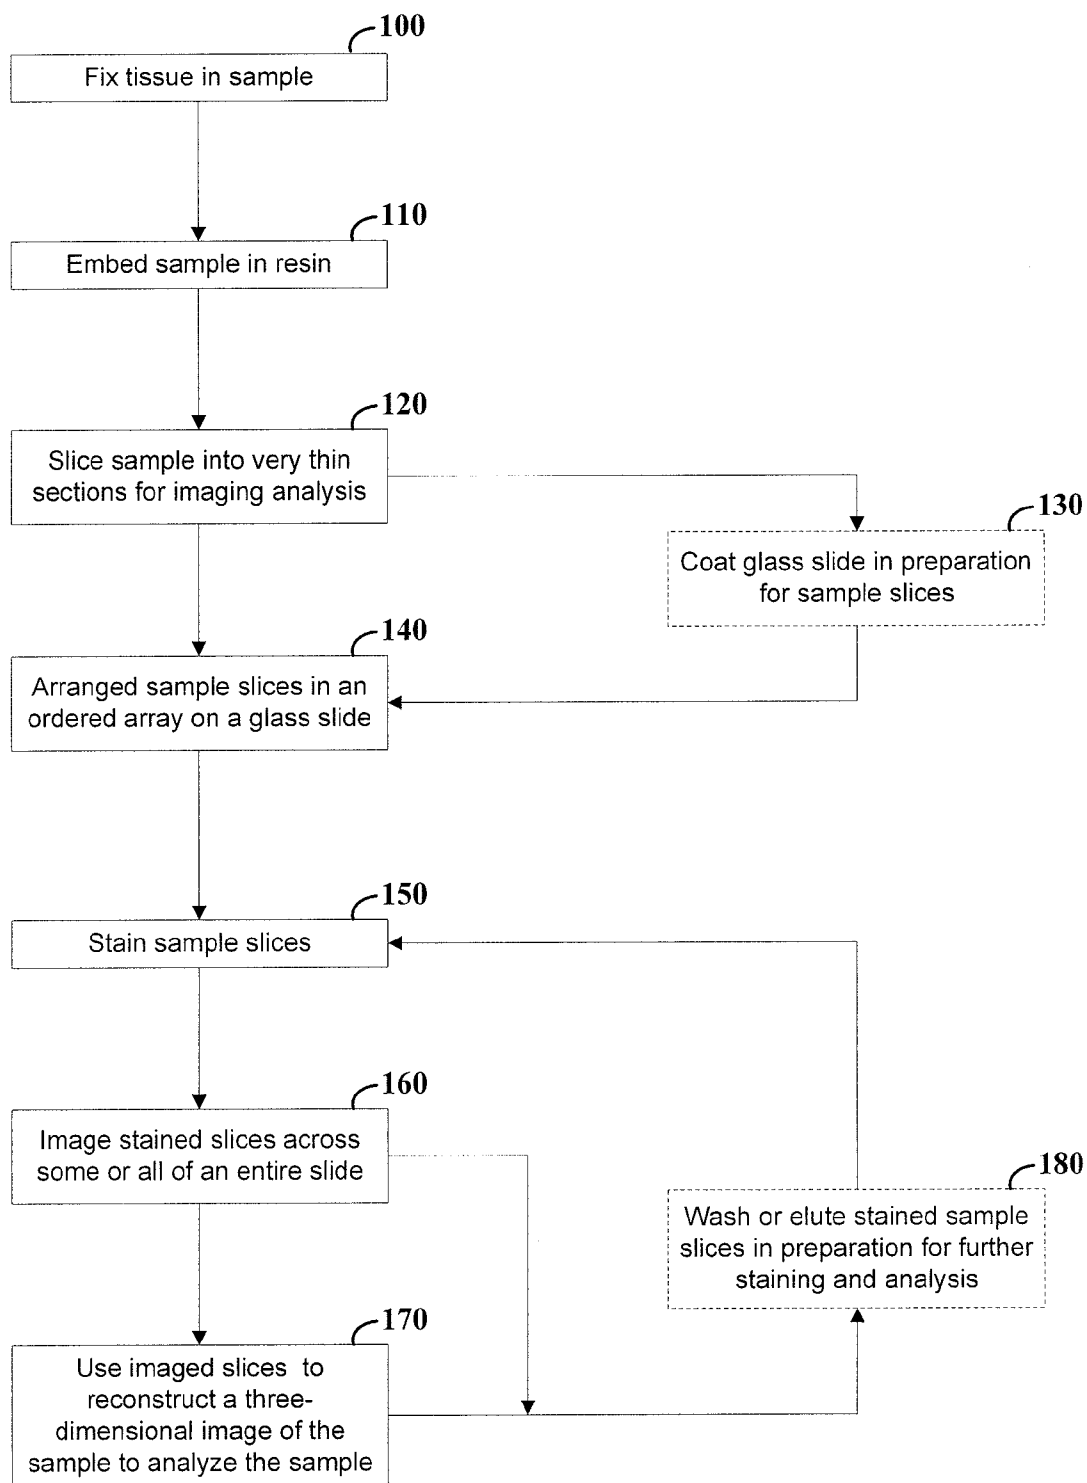 100
Fix tissue in sample
110
Embed sample in resin
120
Slice sample into very thin
sections for imaging analysis
130
Coat glass slide in preparation
for sample slices
140
Arranged sample slices in an
ordered array on a glass slide
150
Stain sample slices
160
Image stained slices across
some or all of an entire slide
180
Wash or elute stained sample
slices in preparation for further
staining and analysis
170
Use imaged slices to
reconstruct a three-
dimensional image of the
sample to analyze the sample